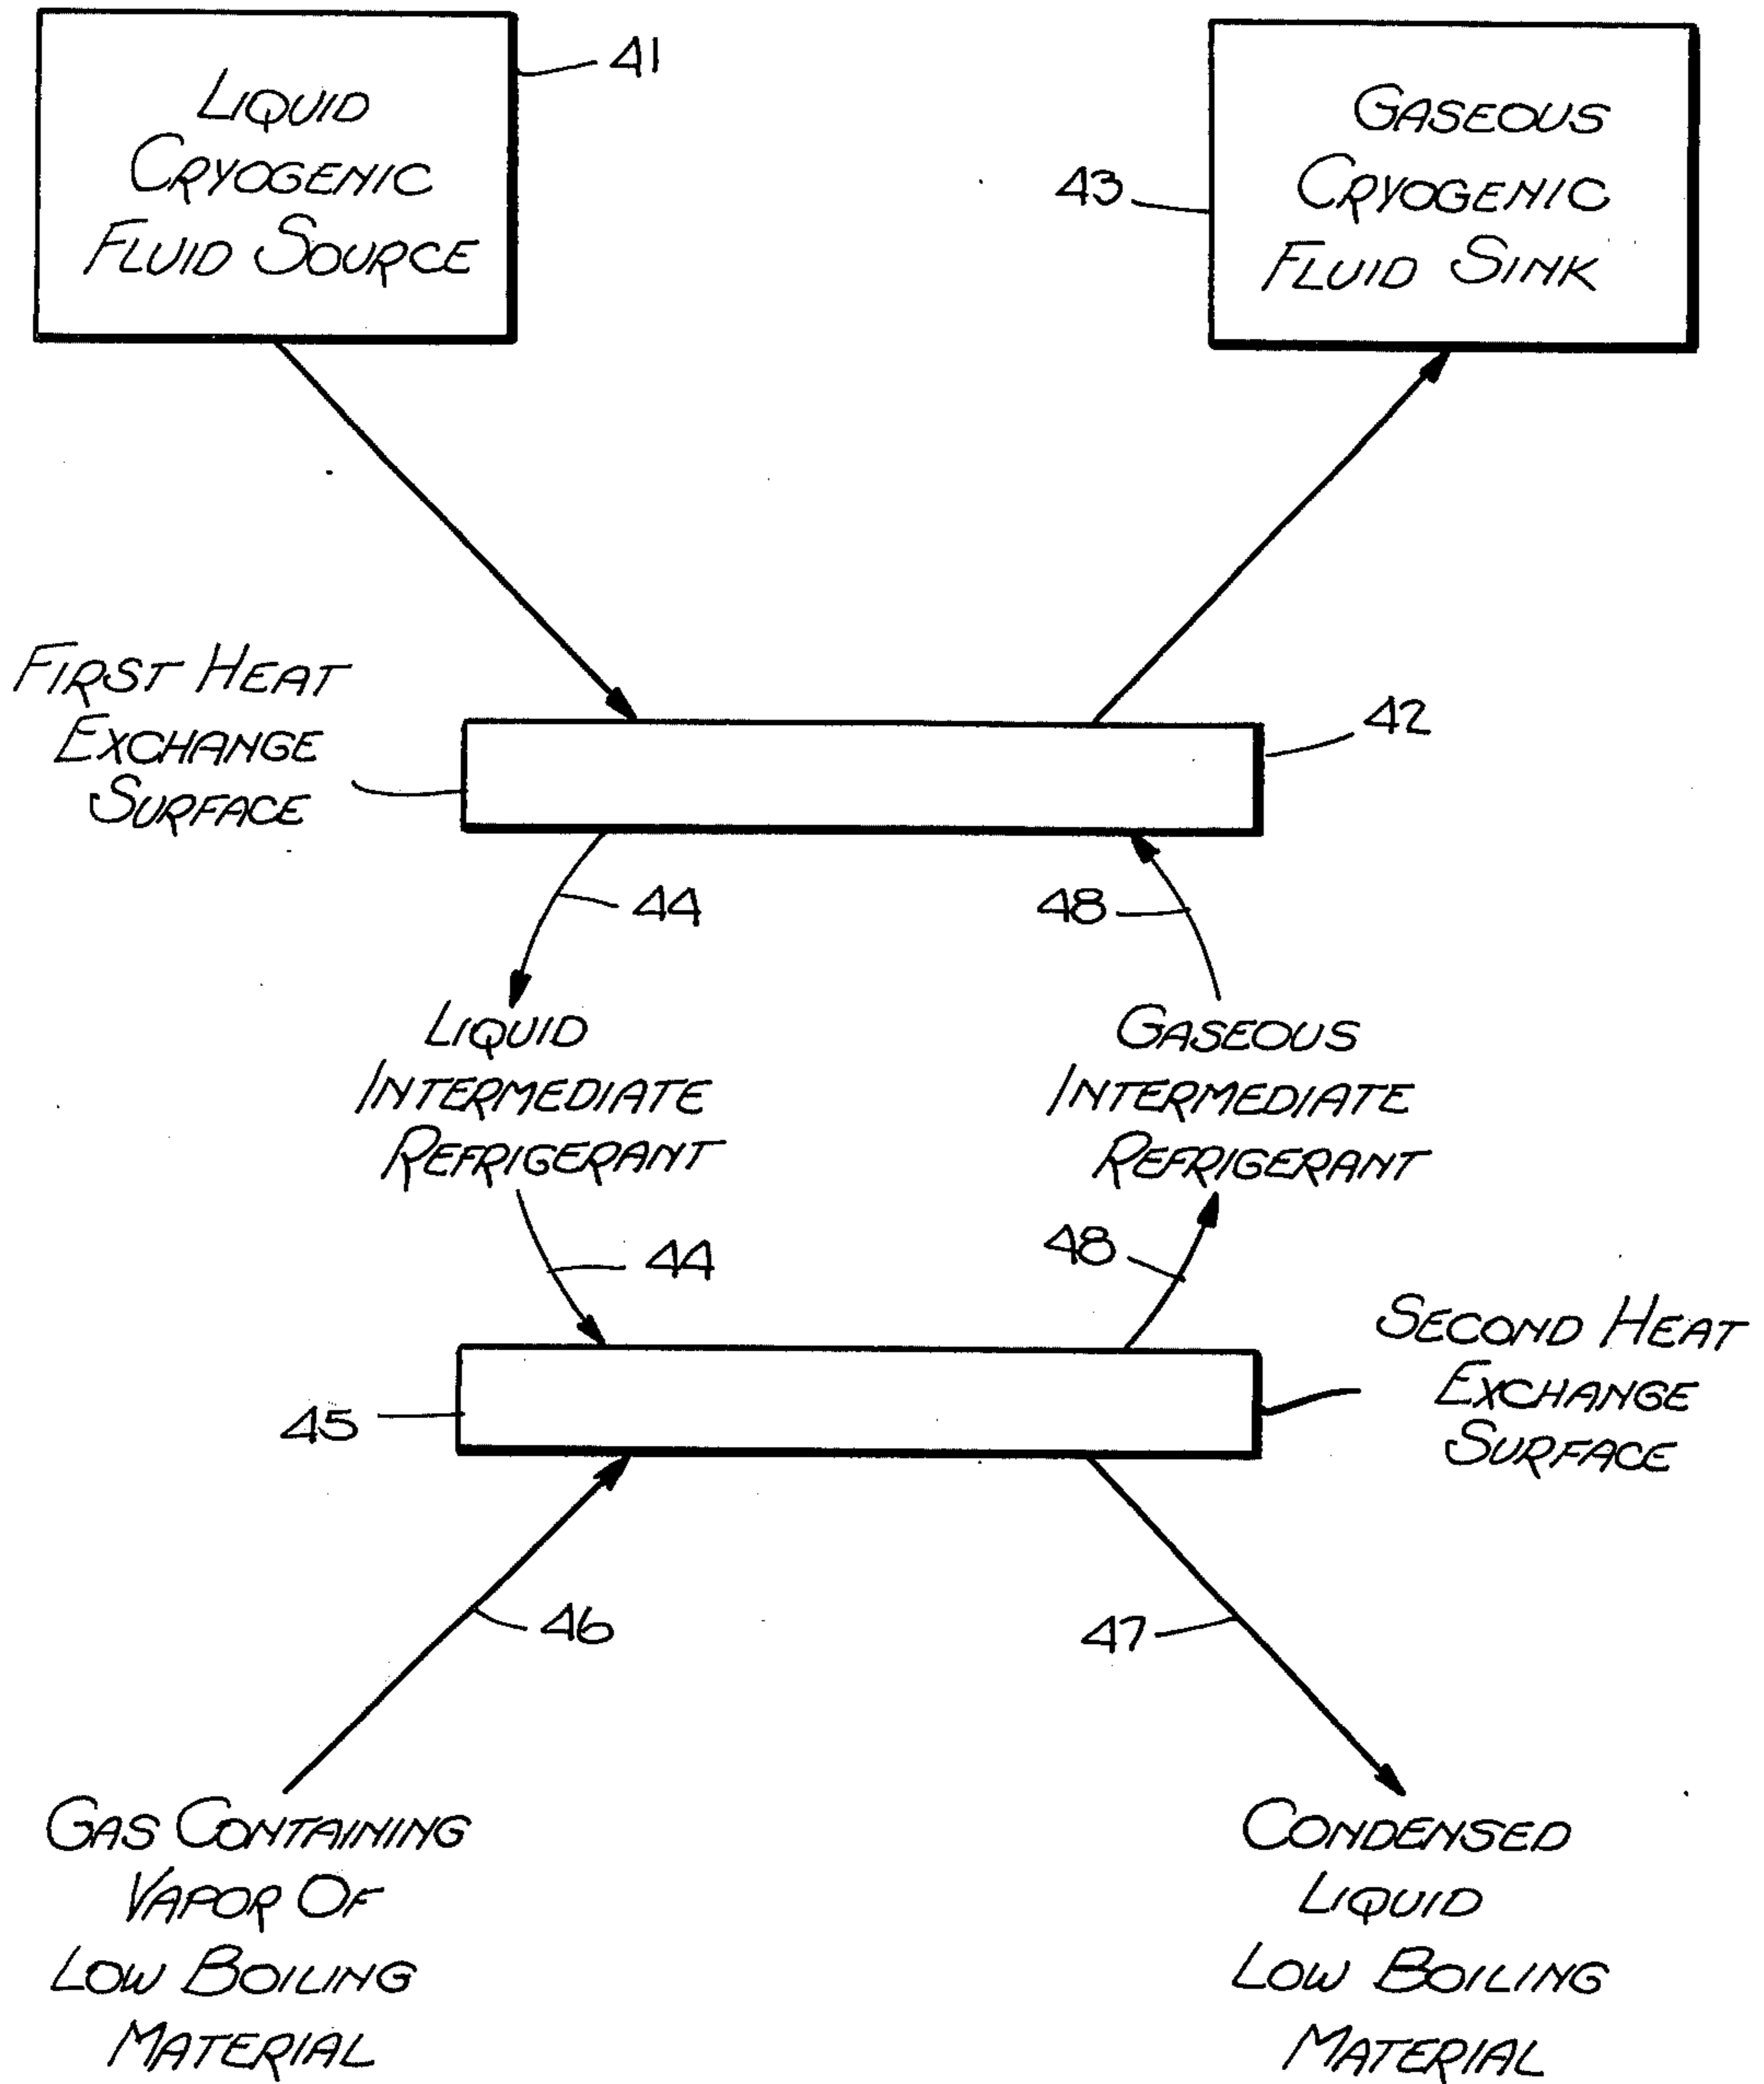 LIQUID
CRYOGENIC
FLUID SOURCE
41
GASEOUS
CRYOGENIC
FLUID SINK
43
FIRST HEAT
EXCHANGE
SURFACE
42
44
48
LIQUID
INTERMEDIATE
REFRIGERANT
GASEOUS
INTERMEDIATE
REFRIGERANT
44
48
45
SECOND HEAT
EXCHANGE
SURFACE
46
47
GAS CONTAINING
VAPOR OF
LOW BOILING
MATERIAL
CONDENSED
LIQUID
LOW BOILING
MATERIAL